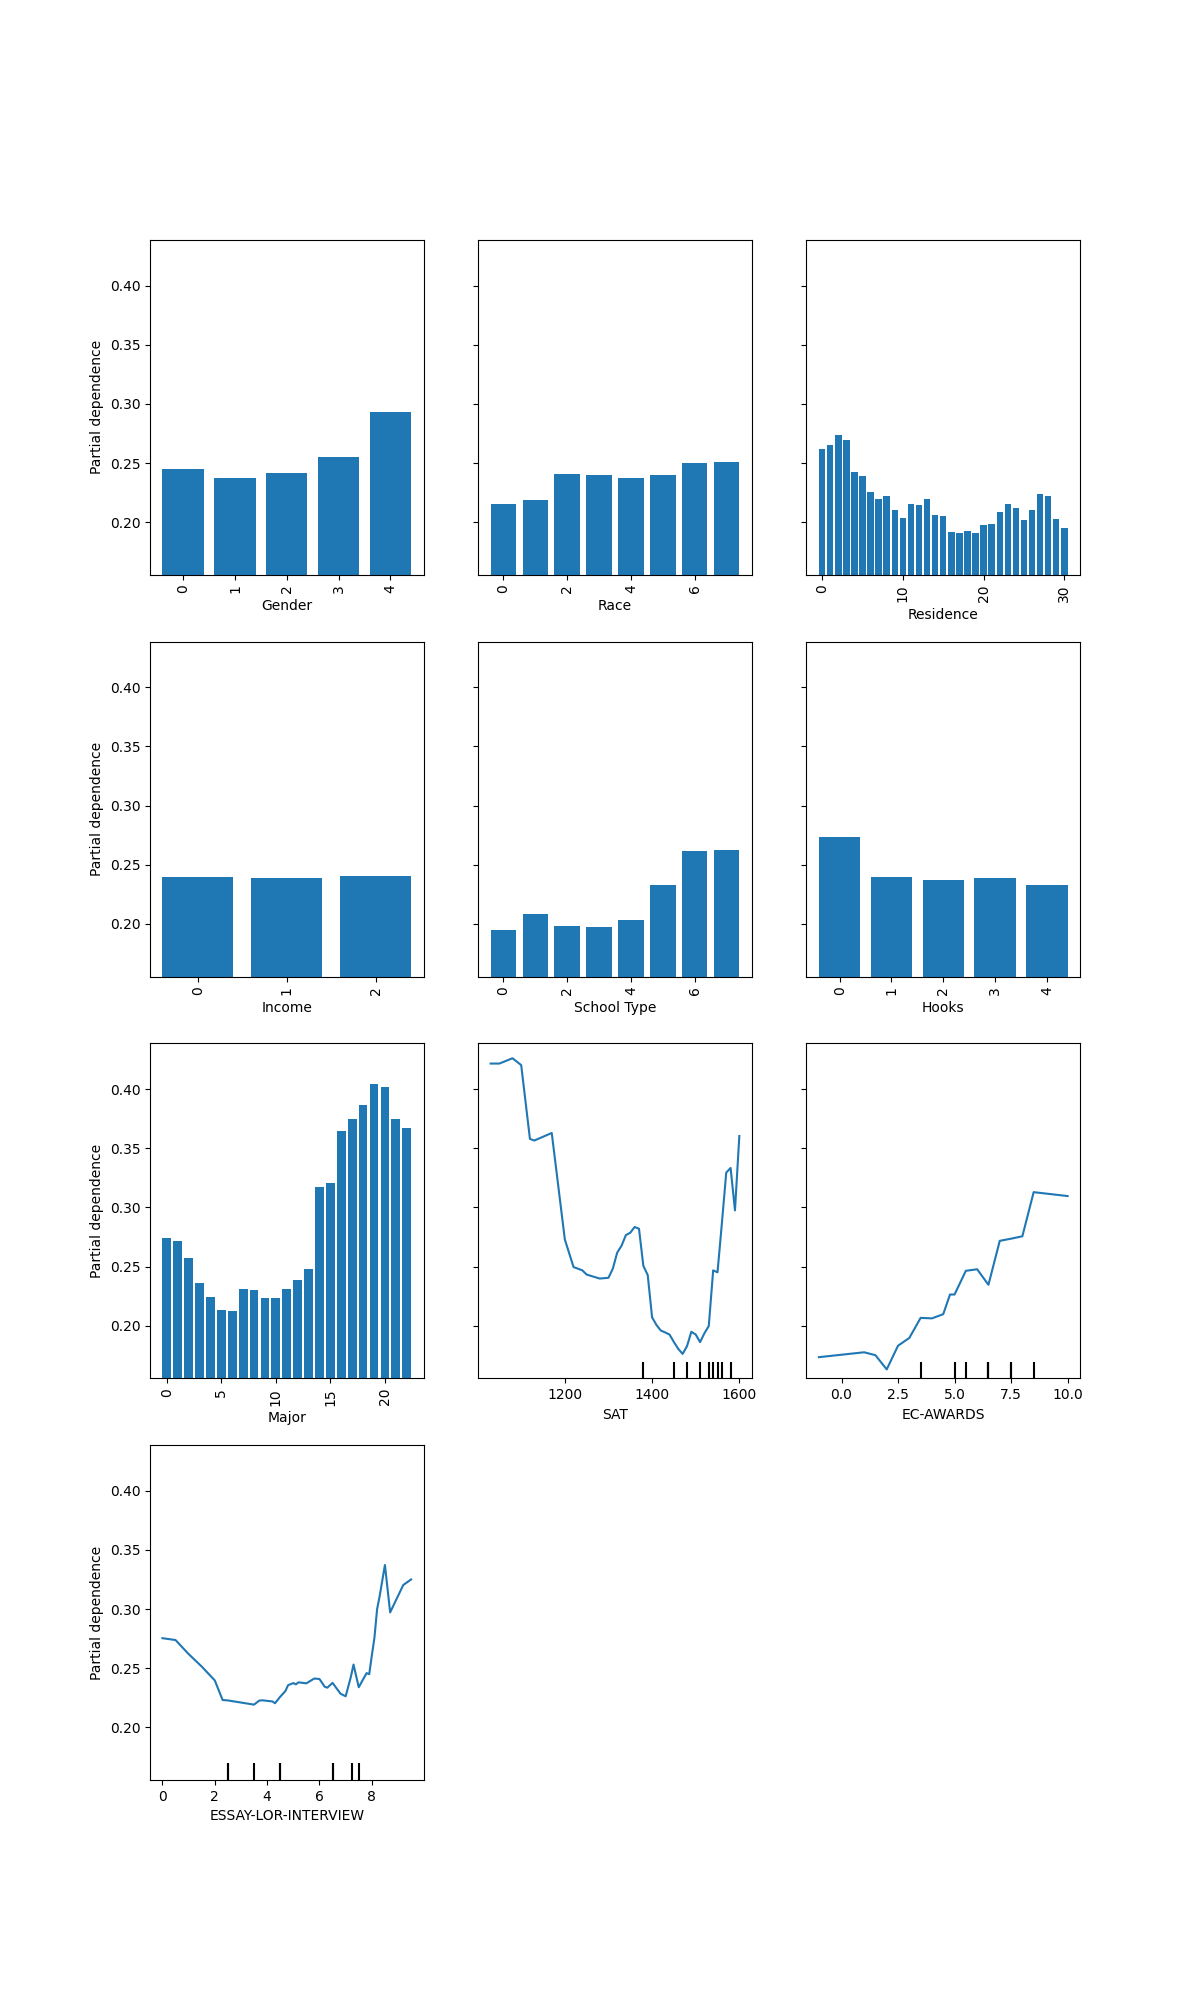 0.40
0.35
0.30
0.25
0.20
Partial dependence
0 1 2 3 4
Gender
0 2 4 6
Race
0 10 20 30
Residence
0.40
0.35
0.30
0.25
0.20
Partial dependence
0 1 2
Income
0 2 4 6
School Type
0 1 2 3 4
Hooks
0.40
0.35
0.30
0.25
0.20
Partial dependence
0 5 10 15 20
Major
1200 1400 1600
SAT
0.0 2.5 5.0 7.5 10.0
EC-AWARDS
0.40
0.35
0.30
0.25
0.20
Partial dependence
0 2 4 6 8
ESSAY-LOR-INTERVIEW